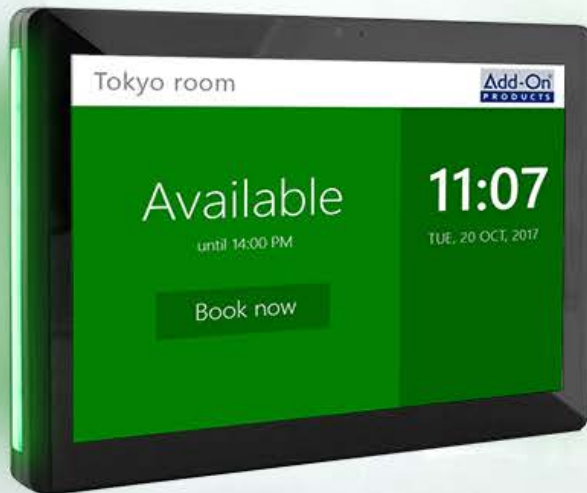 Tokyo room
Add-On
PRODUCTS
Available
until 14:00 PM
Book now
11:07
TUE, 20 OCT, 2017